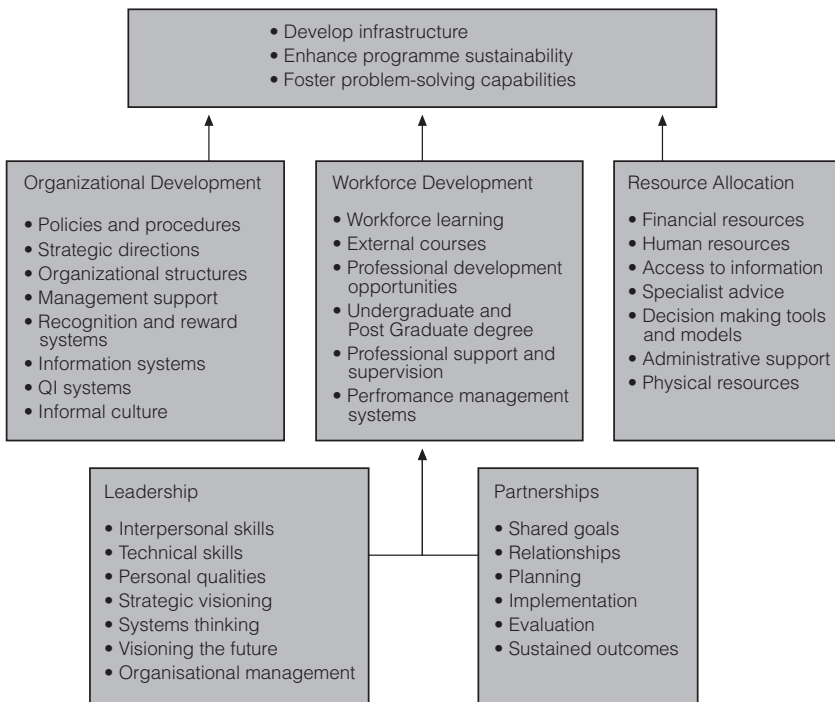 • Develop infrastructure
• Enhance programme sustainability
• Foster problem-solving capabilities
Organizational Development
• Policies and procedures
• Strategic directions
• Organizational structures
• Management support
• Recognition and reward
systems
• Information systems
• QI systems
• Informal culture
Workforce Development
• Workforce learning
• External courses
• Professional development
opportunities
• Undergraduate and
Post Graduate degree
• Professional support and
supervision
• Perfromance management
systems
Resource Allocation
• Financial resources
• Human resources
• Access to information
• Specialist advice
• Decision making tools
and models
• Administrative support
• Physical resources
Leadership
• Interpersonal skills
• Technical skills
• Personal qualities
• Strategic visioning
• Systems thinking
• Visioning the future
• Organisational management
Partnerships
• Shared goals
• Relationships
• Planning
• Implementation
• Evaluation
• Sustained outcomes